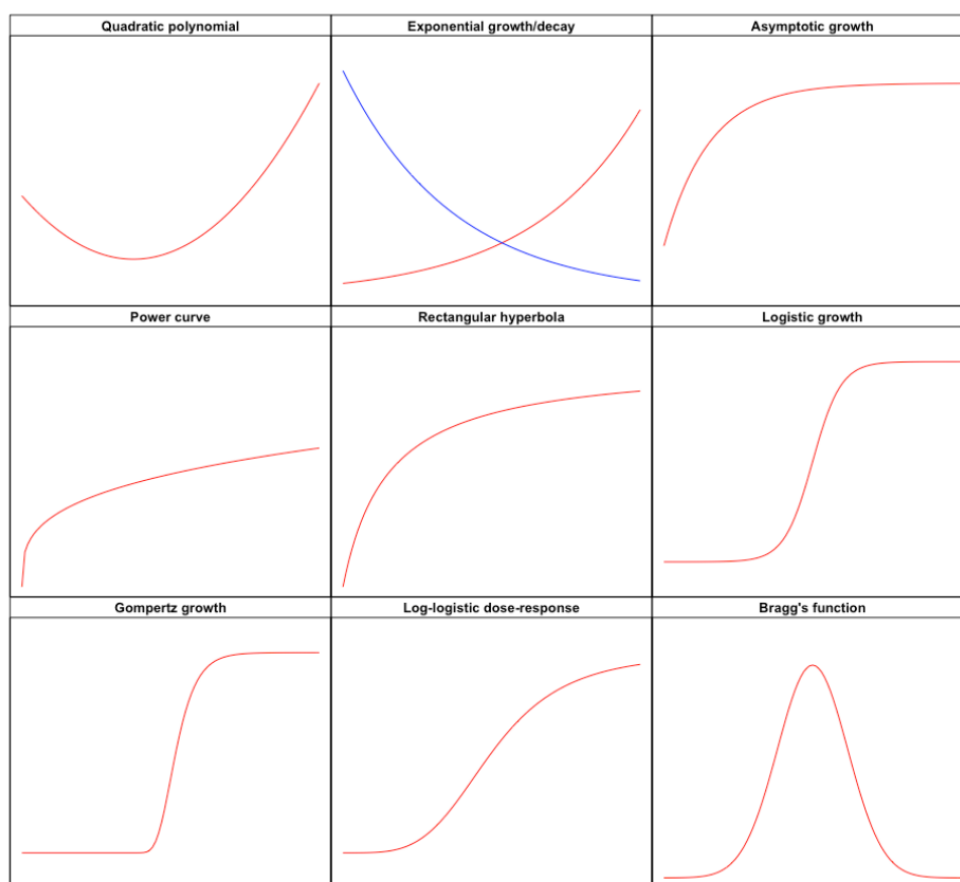 Quadratic polynomial
Exponential growth/decay
Asymptotic growth
Power curve
Rectangular hyperbola
Logistic growth
Gompertz growth
Log-logistic dose-response
Bragg's function